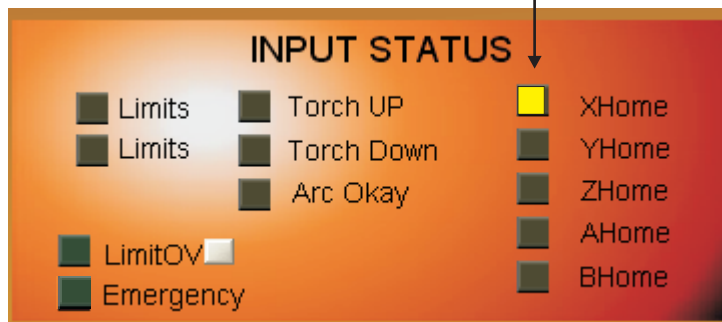 INPUT STATUS
Limits
Limits
Torch UP
Torch Down
Arc Okay
XHome
YHome
ZHome
AHome
BHome
LimitOV
Emergency